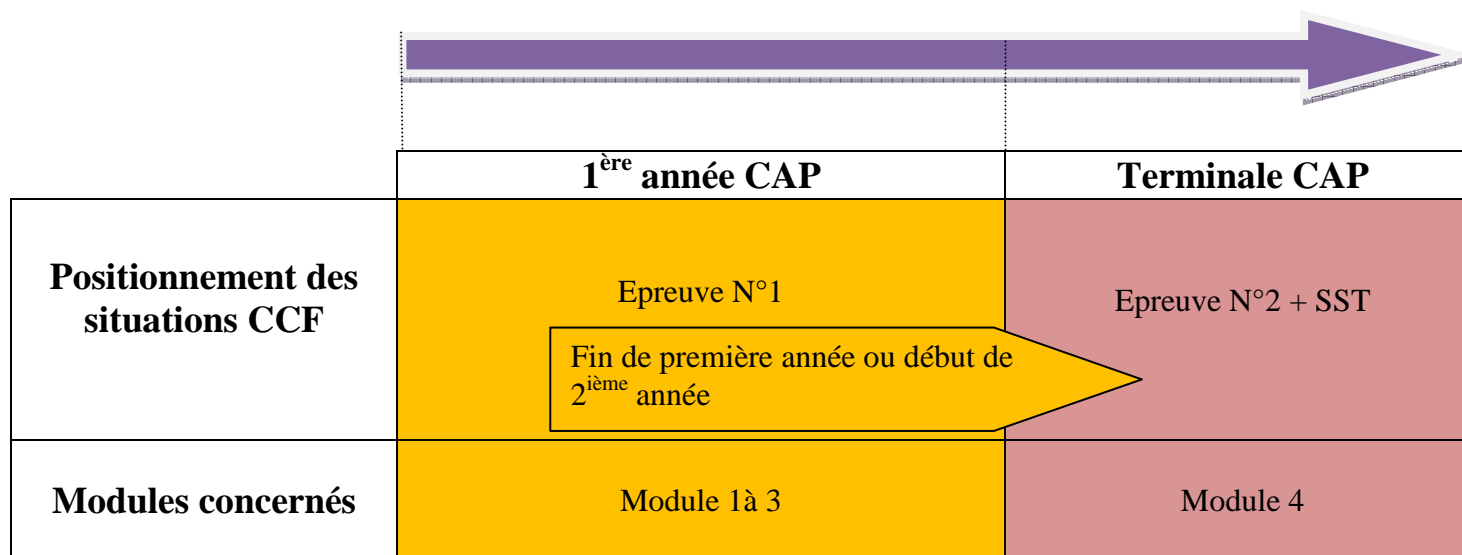 1ère année CAP
Terminale CAP
Positionnement des
situations CCF
Epreuve N°1
Epreuve N°2 + SST
Fin de première année ou début de
2ième année
Modules concernés
Module 1à 3
Module 4